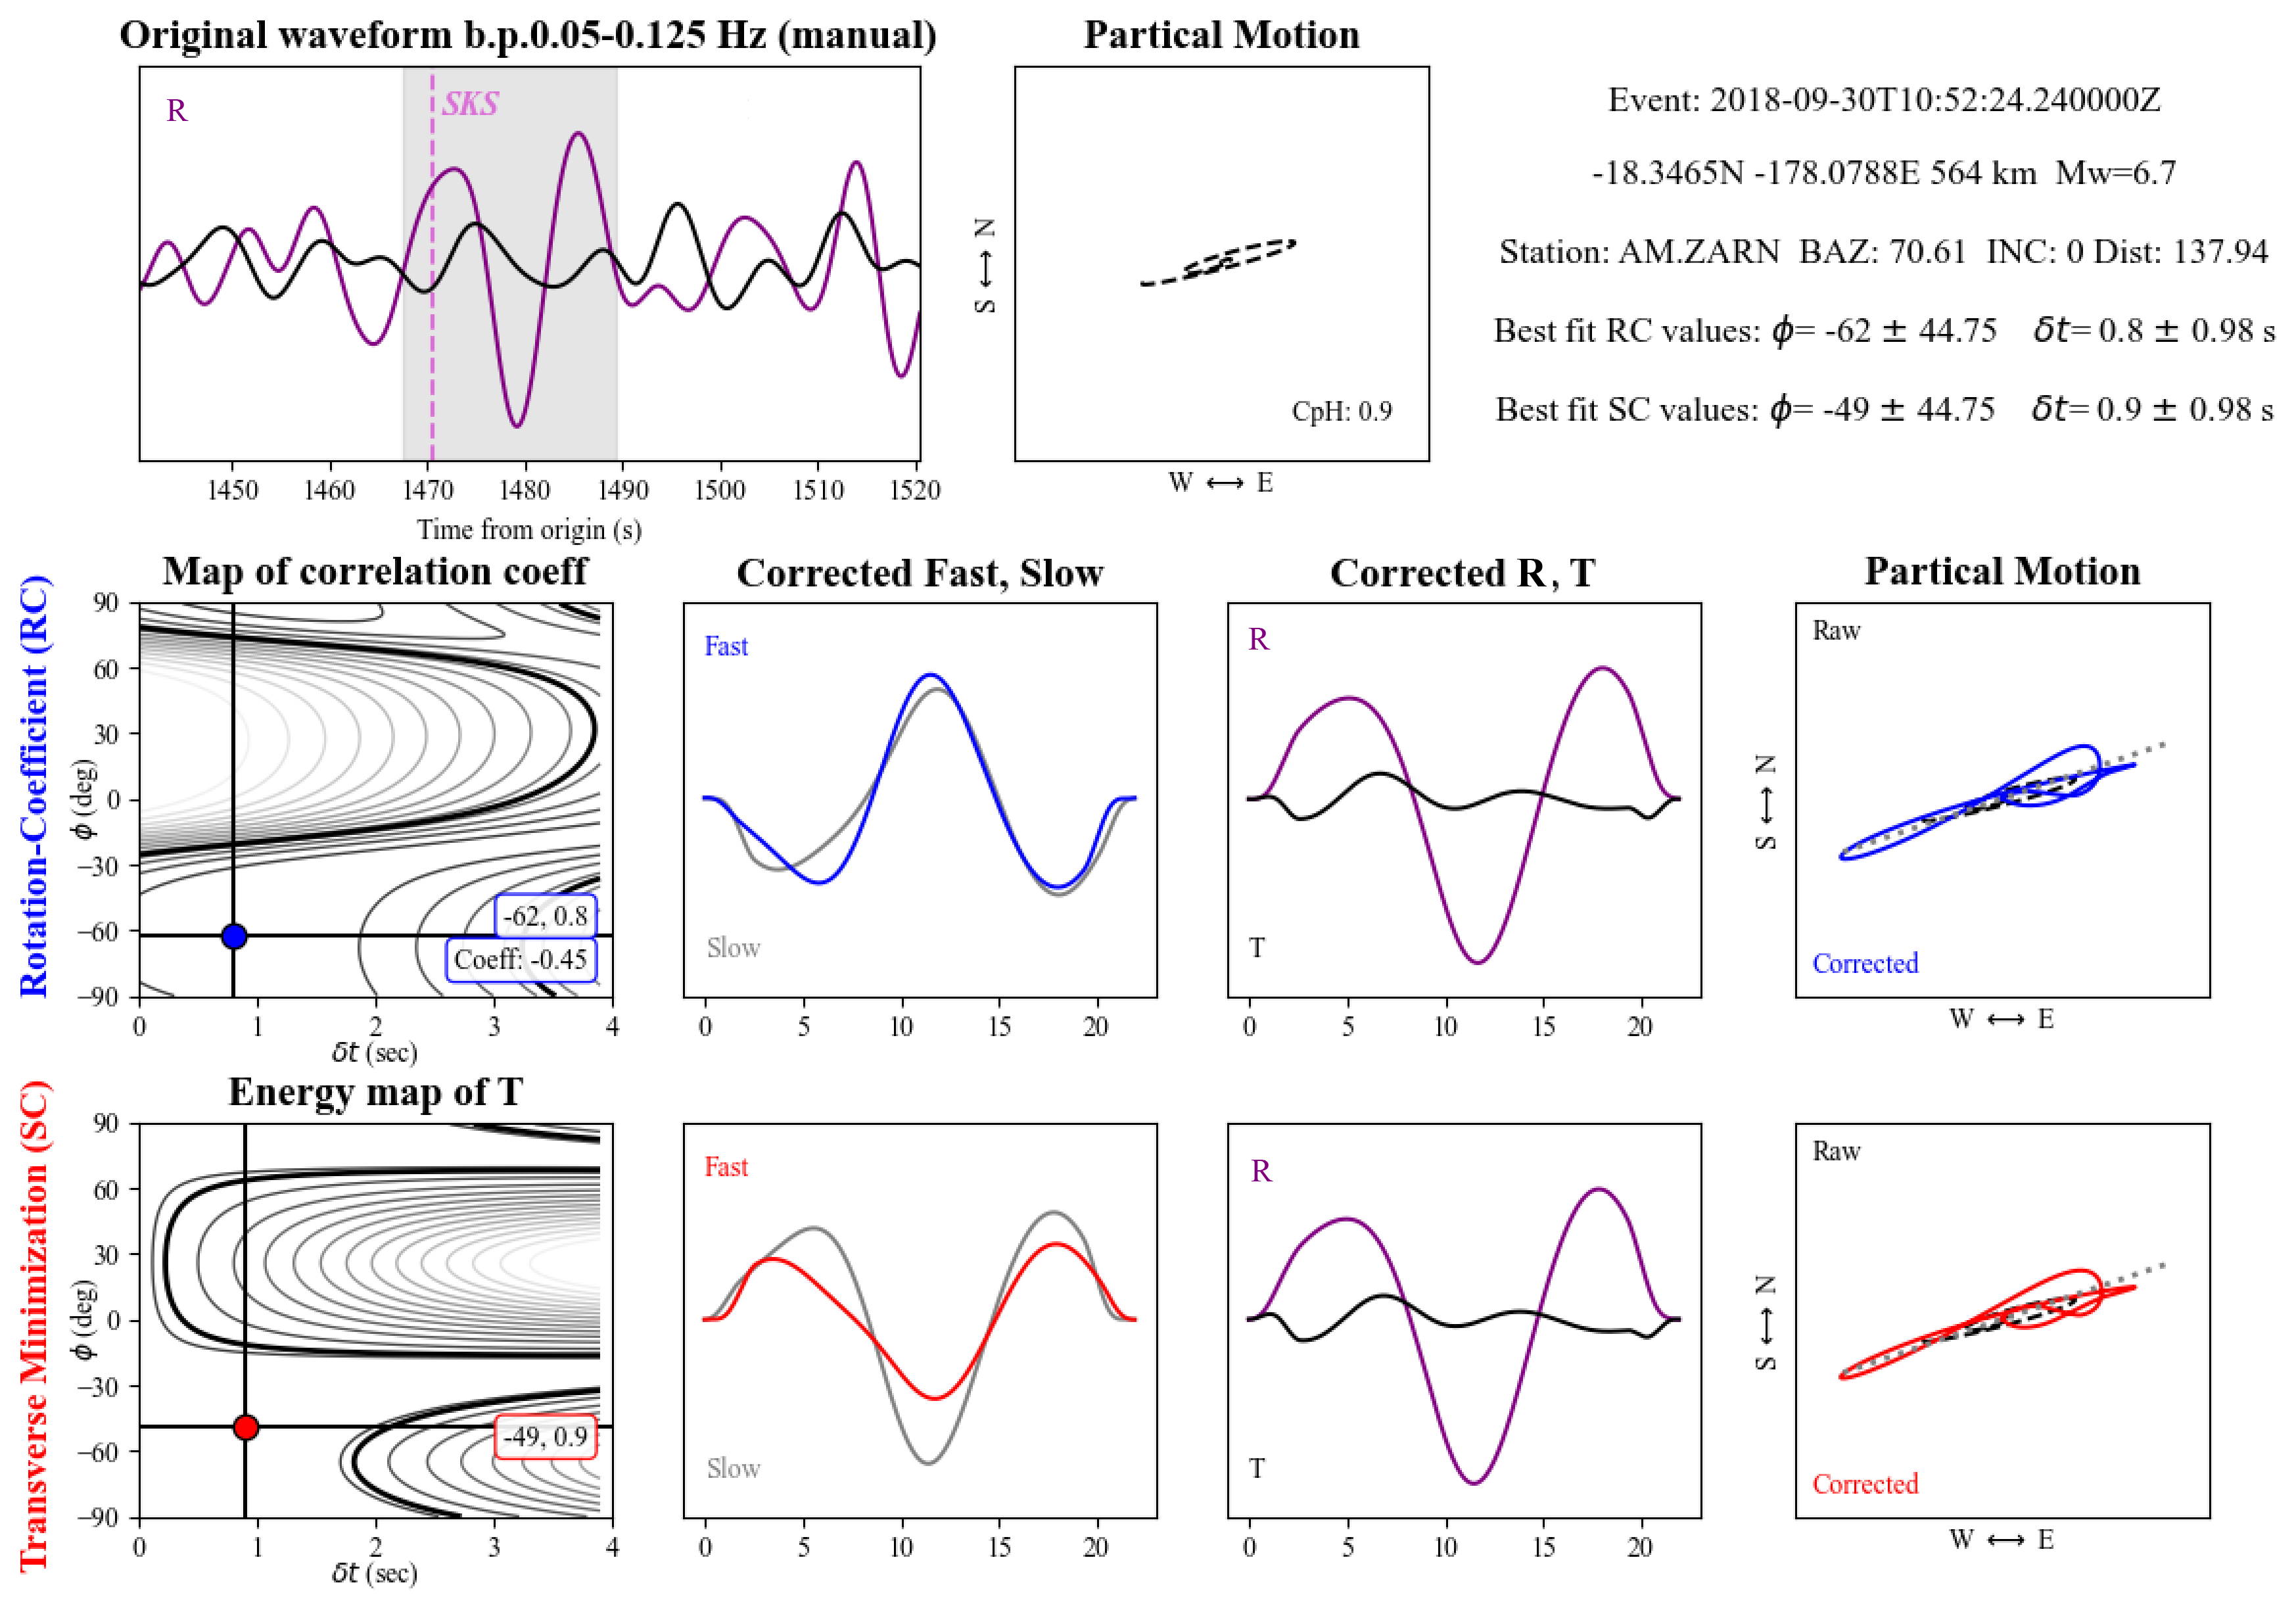 Original waveform b.p.0.05-0.125 Hz (manual)
R
SKS
1450 1460 1470 1480 1490 1500 1510 1520
Time from origin (s)
Partical Motion
S ⟷ N
CpH: 0.9
W ⟷ E
Event: 2018-09-30T10:52:24.240000Z
-18.3465N -178.0788E 564 km Mw=6.7
Station: AM.ZARN BAZ: 70.61 INC: 0 Dist: 137.94
Best fit RC values: ϕ= -62 ± 44.75 δt= 0.8 ± 0.98 s
Best fit SC values: ϕ= -49 ± 44.75 δt= 0.9 ± 0.98 s
Rotation-Coefficient (RC)
Map of correlation coeff
ϕ (deg)
90
60
30
0
−30
−60
−90
-62, 0.8
Coeff: -0.45
0 1 2 3 4
δt (sec)
Corrected Fast, Slow
Fast
Slow
0 5 10 15 20
Corrected R, T
R
T
0 5 10 15 20
Partical Motion
Raw
S ⟷ N
Corrected
W ⟷ E
Transverse Minimization (SC)
Energy map of T
ϕ (deg)
90
60
30
0
−30
−60
−90
-49, 0.9
0 1 2 3 4
δt (sec)
Fast
Slow
0 5 10 15 20
R
T
0 5 10 15 20
Raw
S ⟷ N
Corrected
W ⟷ E